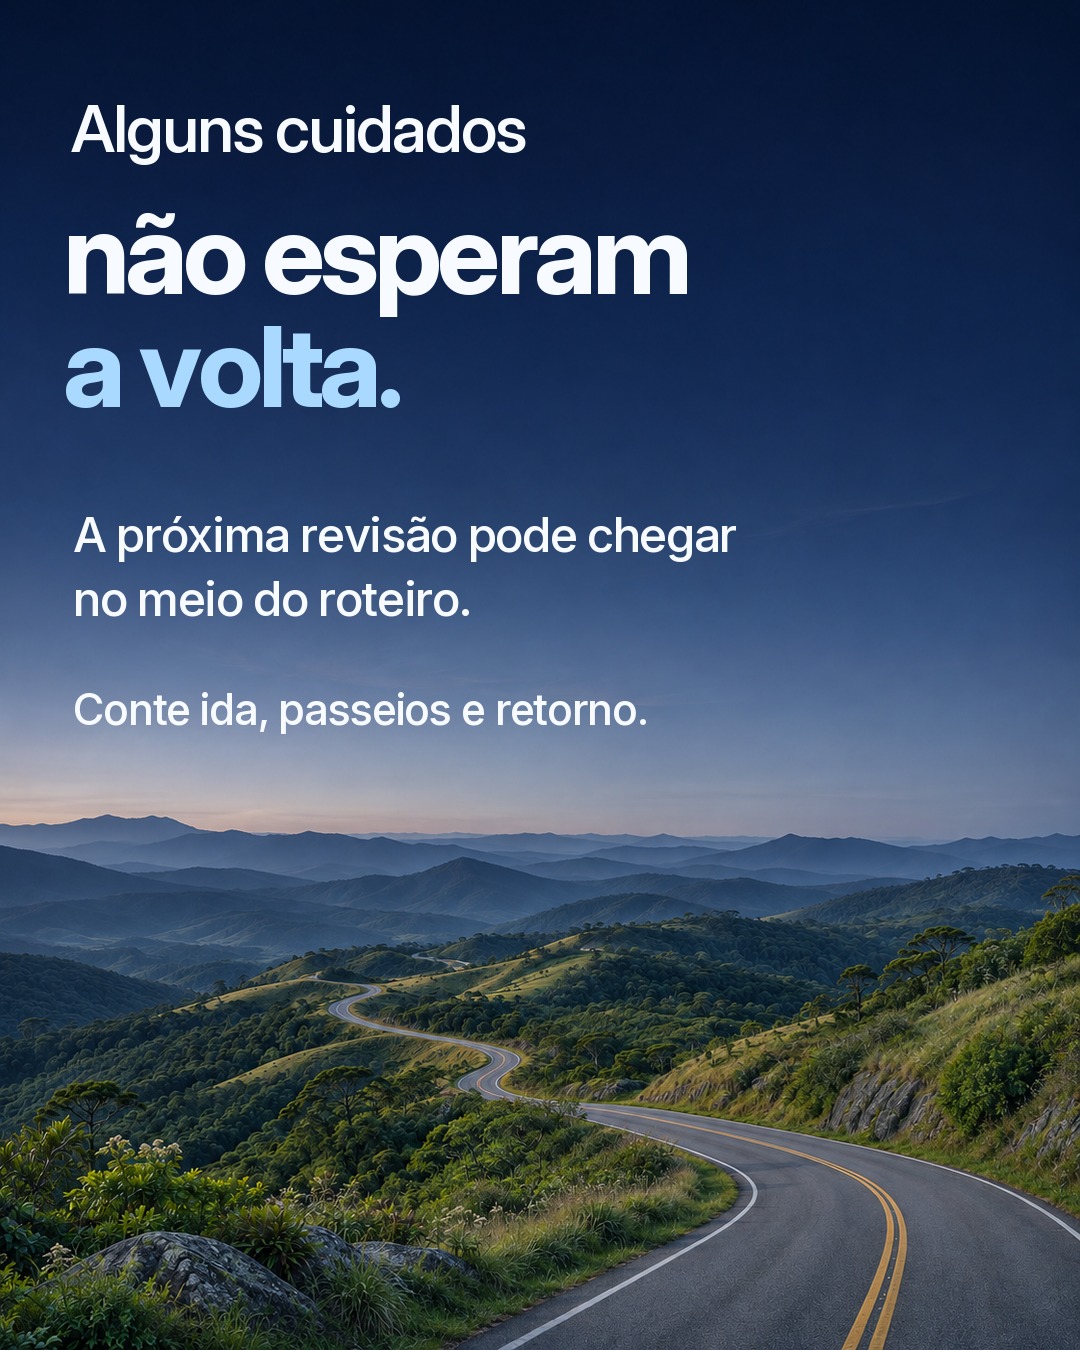 Alguns cuidados
não esperam
a volta.
A próxima revisão pode chegar
no meio do roteiro.
Conte ida, passeios e retorno.